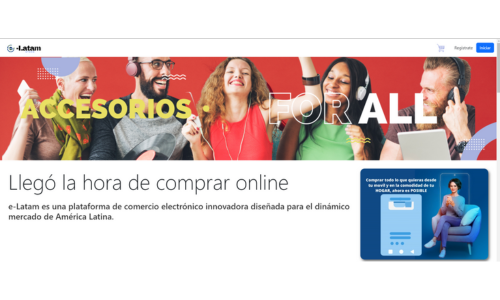 e-Latam
Registrate
Iniciar
ACCESORIOS • FOR ALL
Llegó la hora de comprar online
e-Latam es una plataforma de comercio electrónico innovadora diseñada para el dinámico
mercado de América Latina.
Comprar todo lo que quieras desde
tu movil y en la comodidad de tu
HOGAR, ahora es POSIBLE